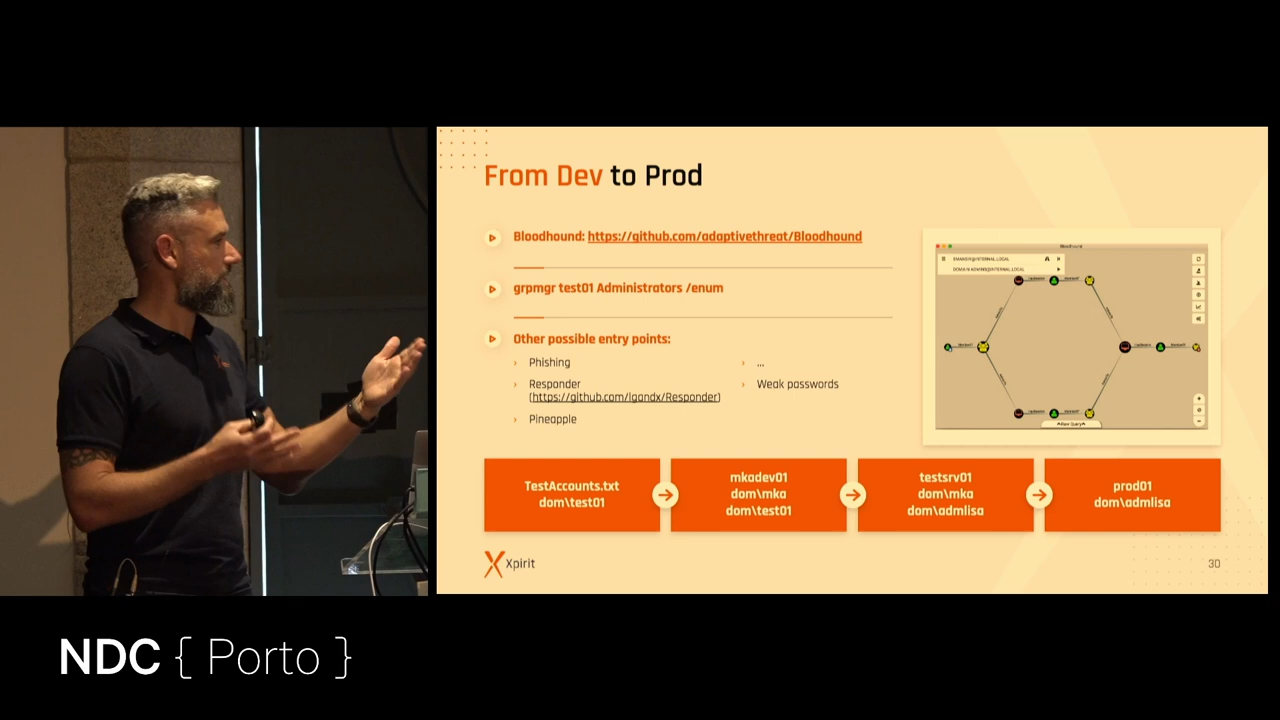 From Dev to Prod
Bloodhound: https://github.com/adaptivethreat/Bloodhound
grpmgr test01 Administrators /enum
Other possible entry points:
Phishing
Responder
(https://github.com/lgandx/Responder)
Pineapple
...
Weak passwords
Bloodhound
TestAccounts.txt
dom\test01
mkadev01
dom\mka
dom\test01
testsrv01
dom\mka
dom\admlisa
prod01
dom\admlisa
Xpirit
30
NDC { Porto }